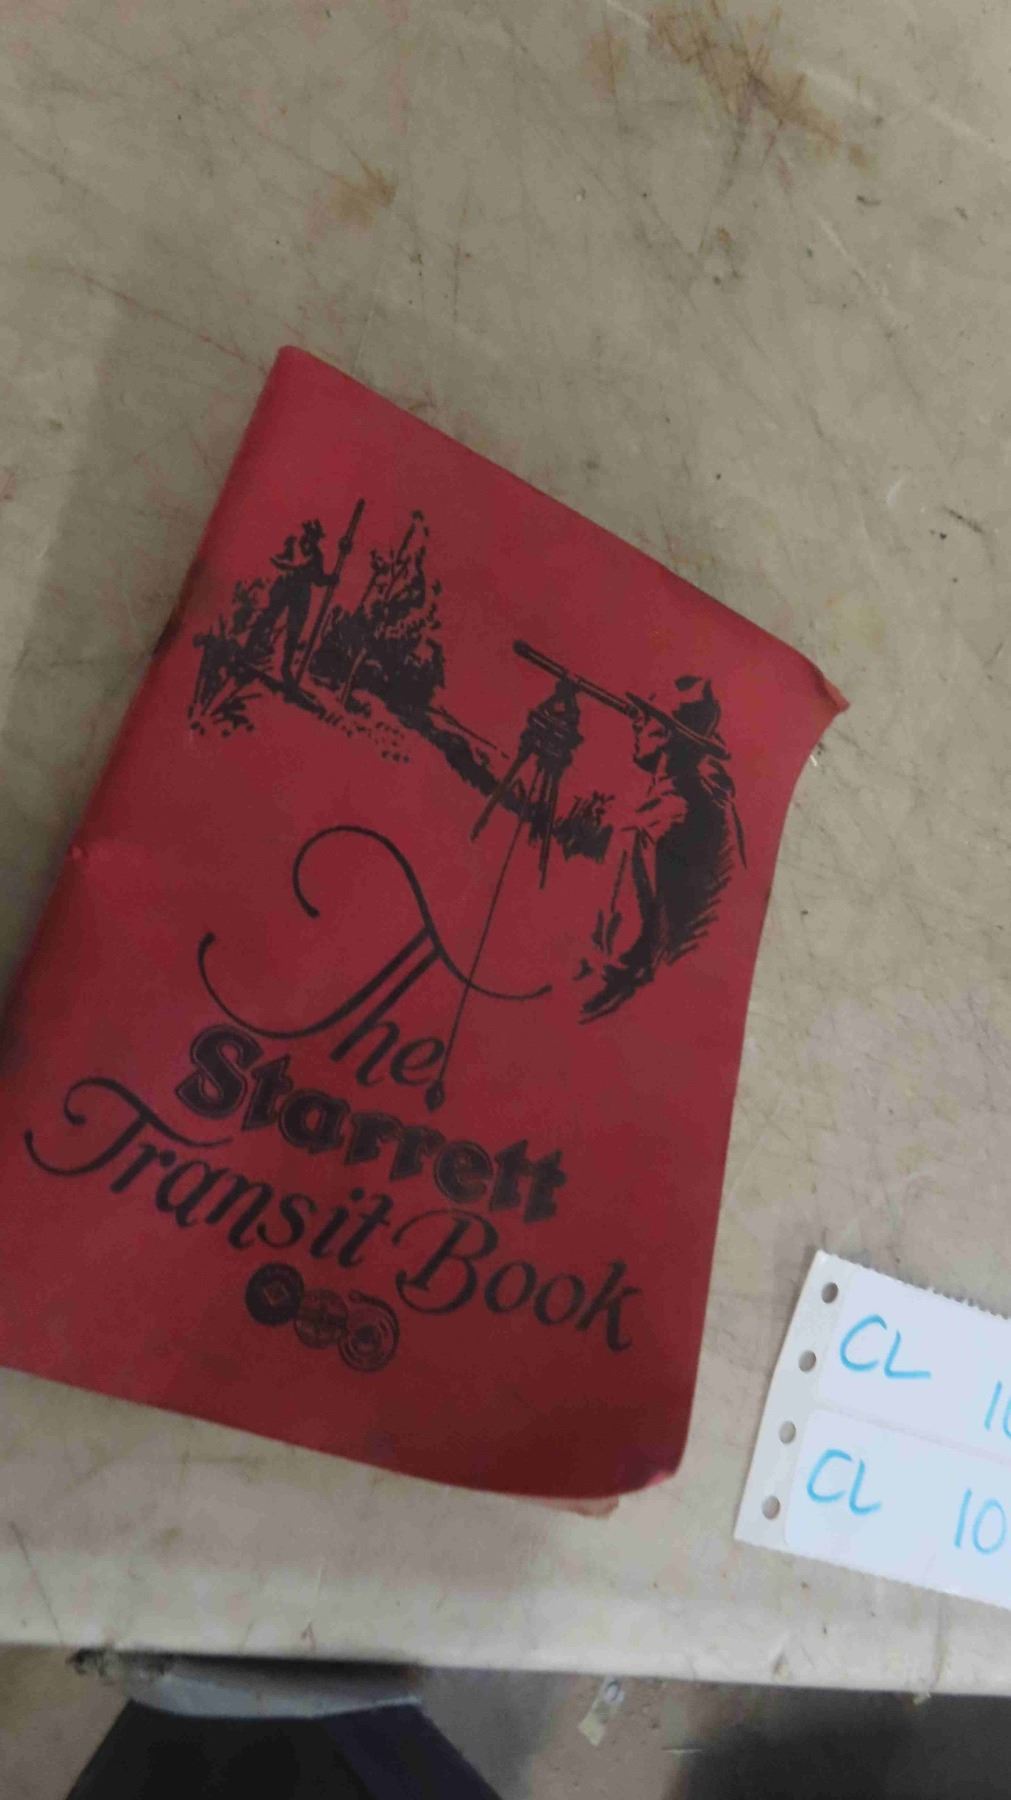 The
Starrett
Transit Book
CL
CL 10